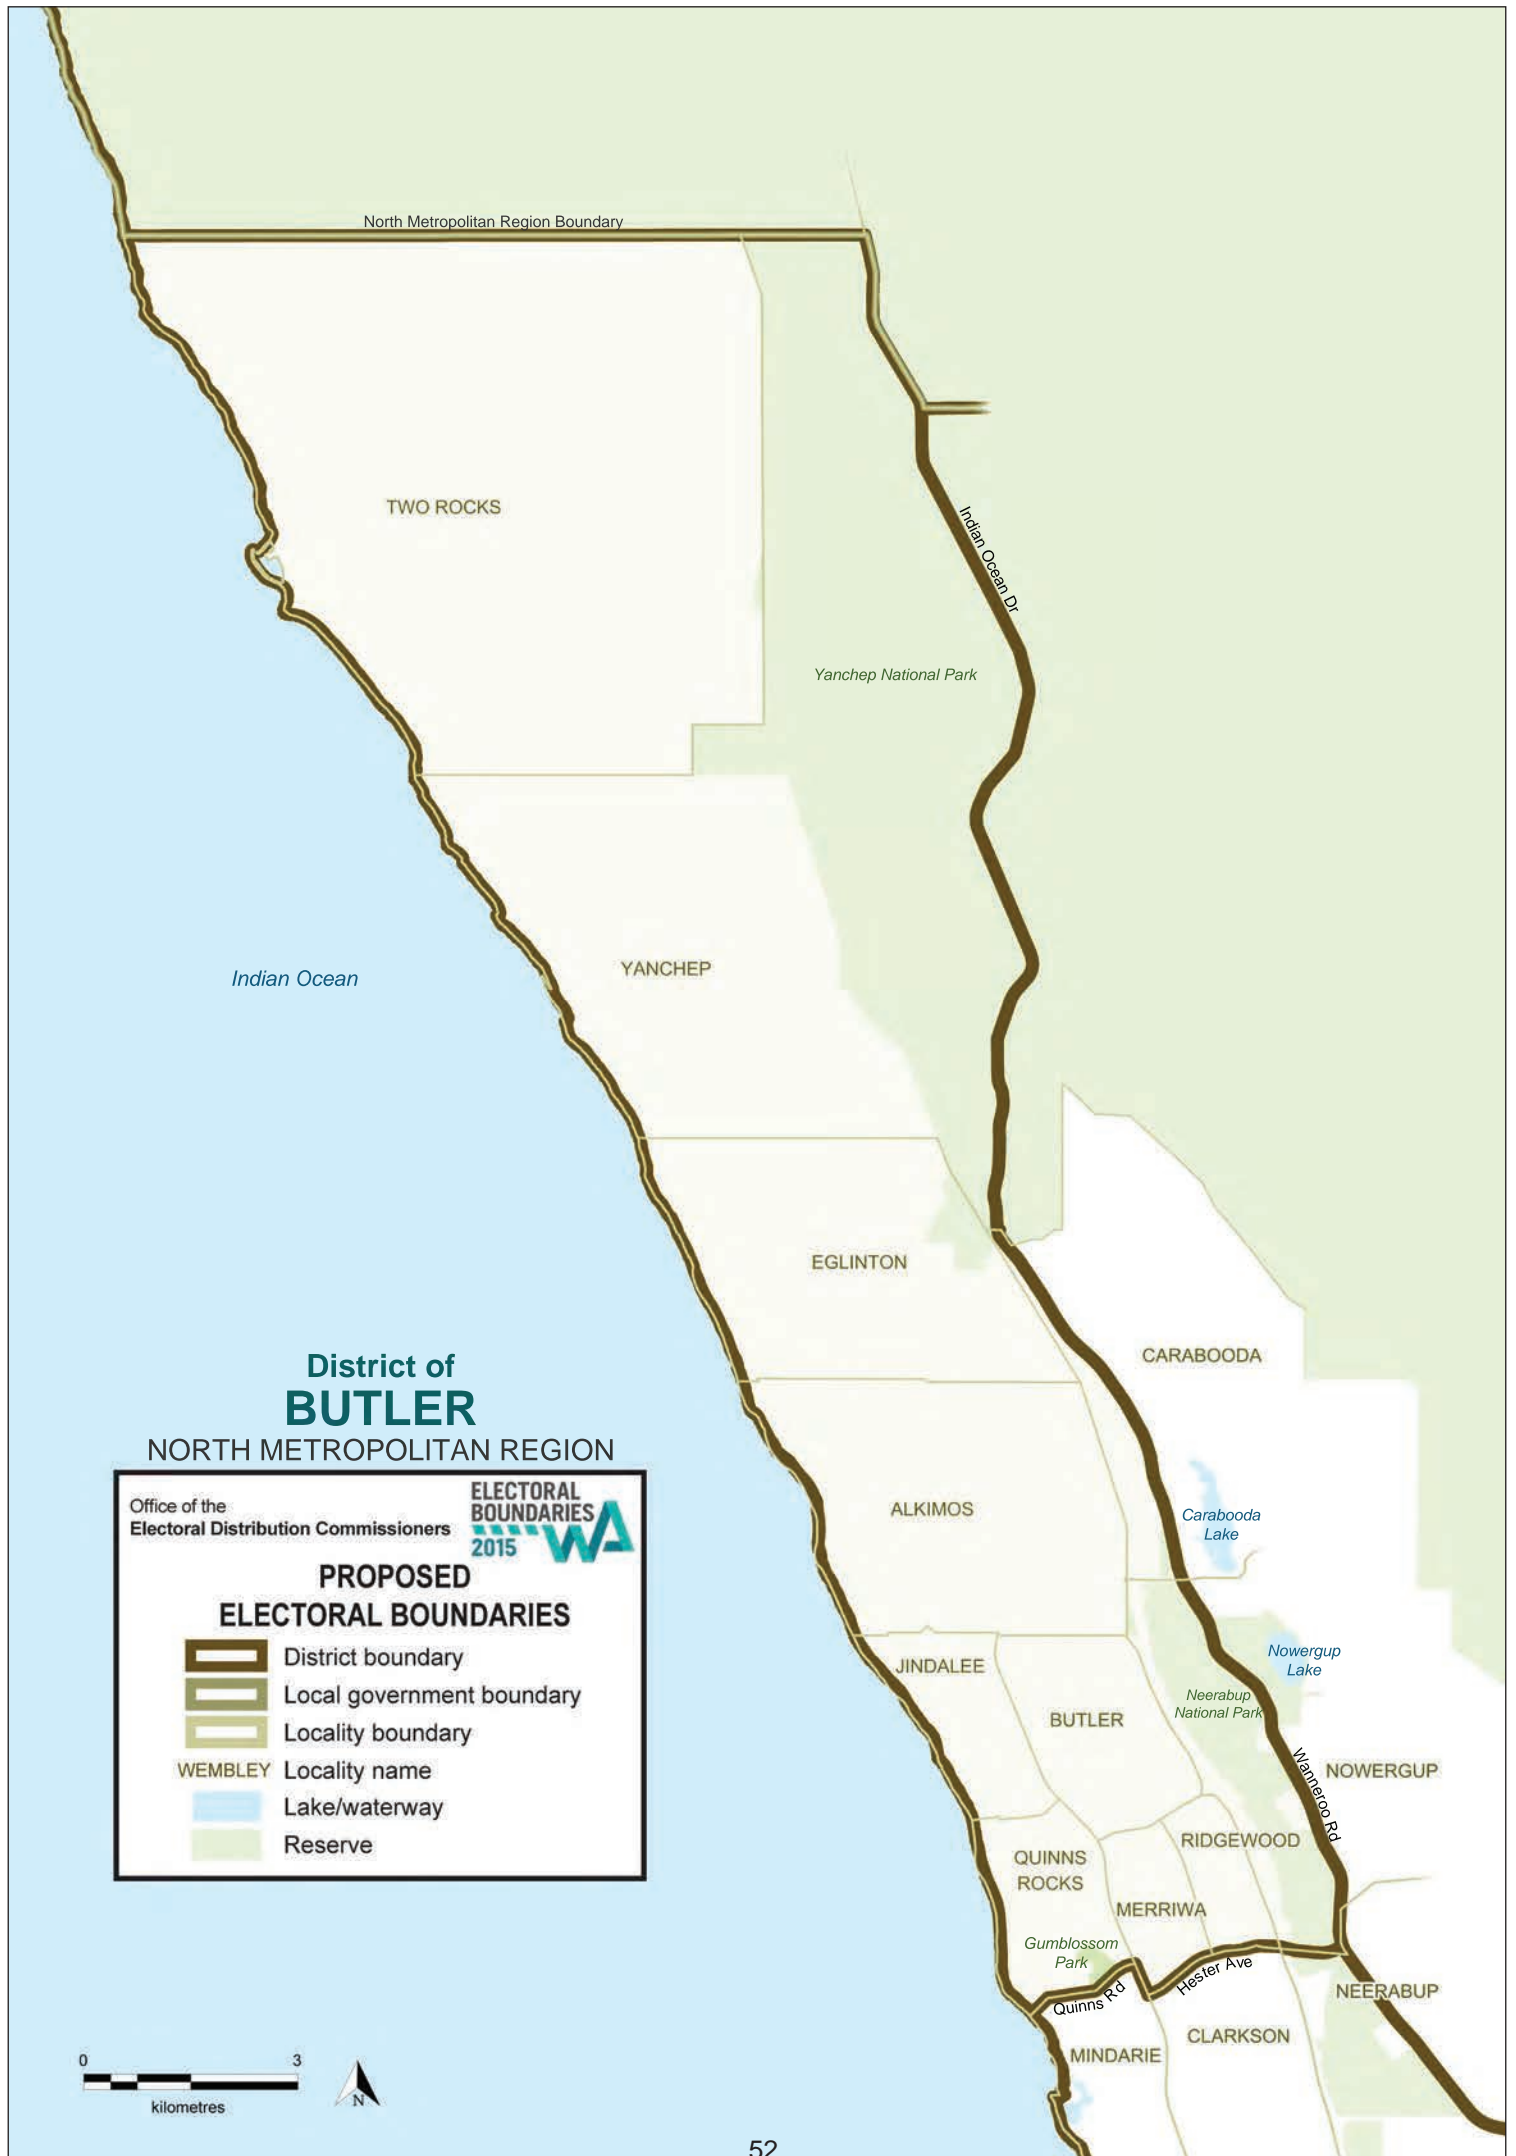 North Metropolitan Region Boundary
TWO ROCKS
Indian Ocean Dr
Yanchep National Park
YANCHEP
Indian Ocean
EGLINTON
CARABOODA
District of
BUTLER
NORTH METROPOLITAN REGION
Office of the
Electoral Distribution Commissioners
ELECTORAL
BOUNDARIES
2015 WA
PROPOSED
ELECTORAL BOUNDARIES
District boundary
Local government boundary
Locality boundary
WEMBLEY Locality name
Lake/waterway
Reserve
ALKIMOS
Carabooda
Lake
JINDALEE
Nowergup
Lake
BUTLER
Neerabup
National Park
Wanneroo Rd
NOWERGUP
RIDGEWOOD
QUINNS
ROCKS
MERRIWA
Gumblossom
Park
Quinns Rd
Hester Ave
NEERABUP
CLARKSON
MINDARIE
0 3
kilometres
N
52